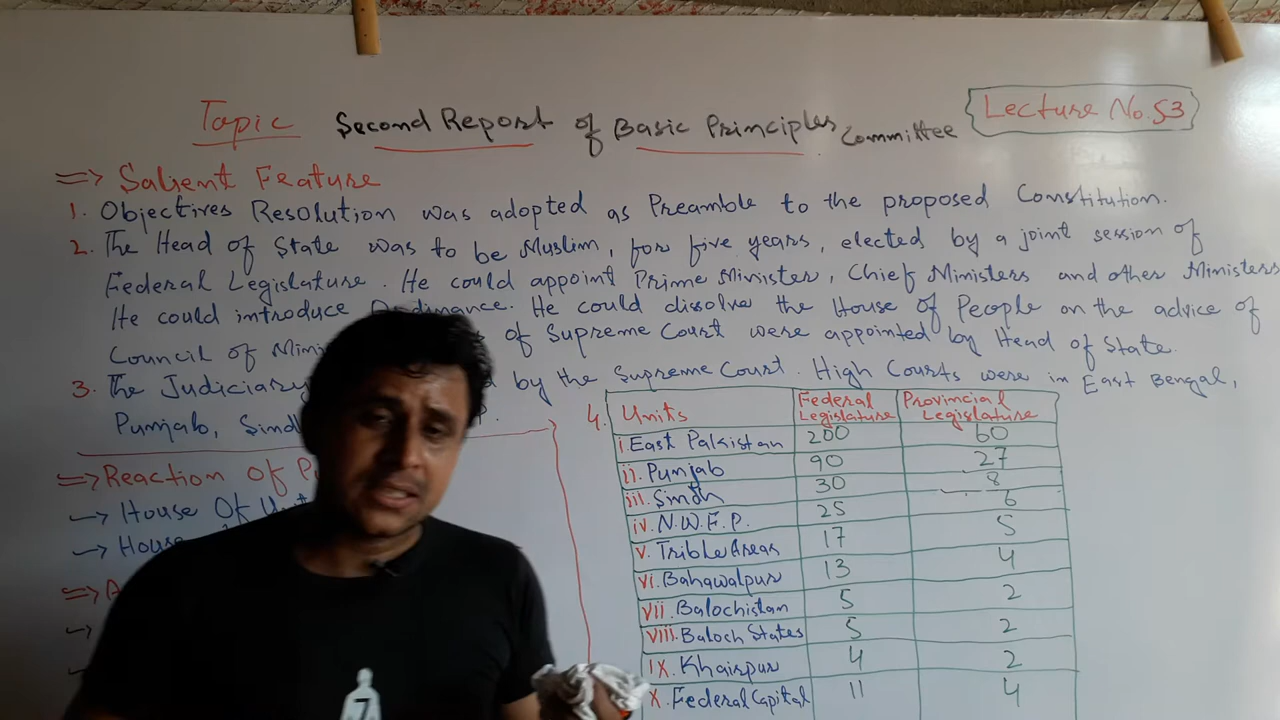 Topic Second Report of Basic Principles Committee
Lecture No.53
=> Salient Feature
1. Objectives Resolution was adopted as Preamble to the proposed Constitution.
2. The Head of State was to be Muslim, for five years, elected by a joint session of
Federal Legislature. He could appoint Prime Minister, Chief Ministers and other Ministers
He could introduce Ordinance. He could dissolve the House of People on the advice of
Council of of Supreme Court were appointed by Head of State.
3. The Judiciary by the Supreme Court. High Courts were in East Bengal,
Punjab,
=> Reaction of
→ House Of
→
=>
4. Units Federal Legislature Provincial Legislature
i. East Pakistan 200 60
ii. Punjab 90 27
iii. Sindh 30 8
iv. N.W.F.P. 25 6
v. Trible Areas 17 5
vi. Bahawalpur 13 4
vii. Balochistan 5 2
viii. Baloch States 5 2
ix. Khairpur 4 2
x. Federal Capital 11 4
7